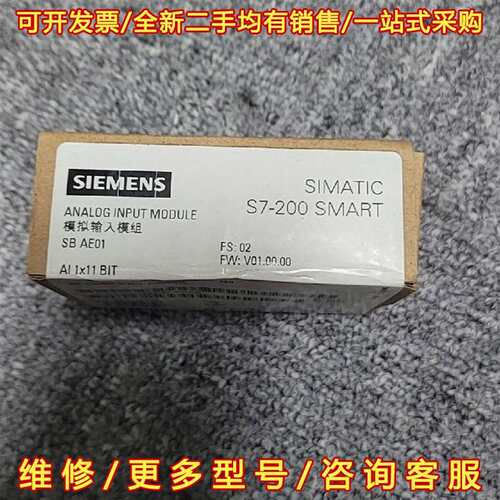 可开发票/全新二手均有销售/一站式采购
SIEMENS
SIMATIC
S7-200 SMART
ANALOG INPUT MODULE
模拟输入模组
SB AE01
FS: 02
FW: V01.00.00
AI 1x11 BIT
维修/更多型号/咨询客服